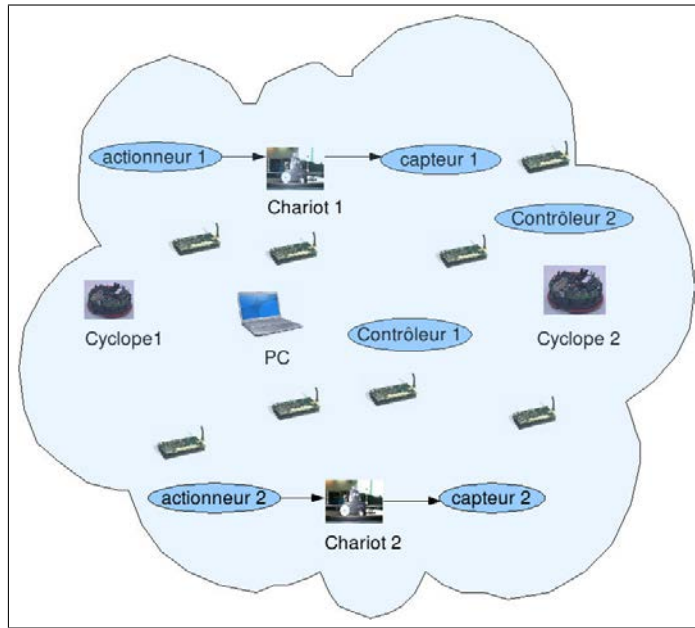 actionneur 1
capteur 1
Chariot 1
Contrôleur 2
Cyclope1
PC
Contrôleur 1
Cyclope 2
actionneur 2
capteur 2
Chariot 2